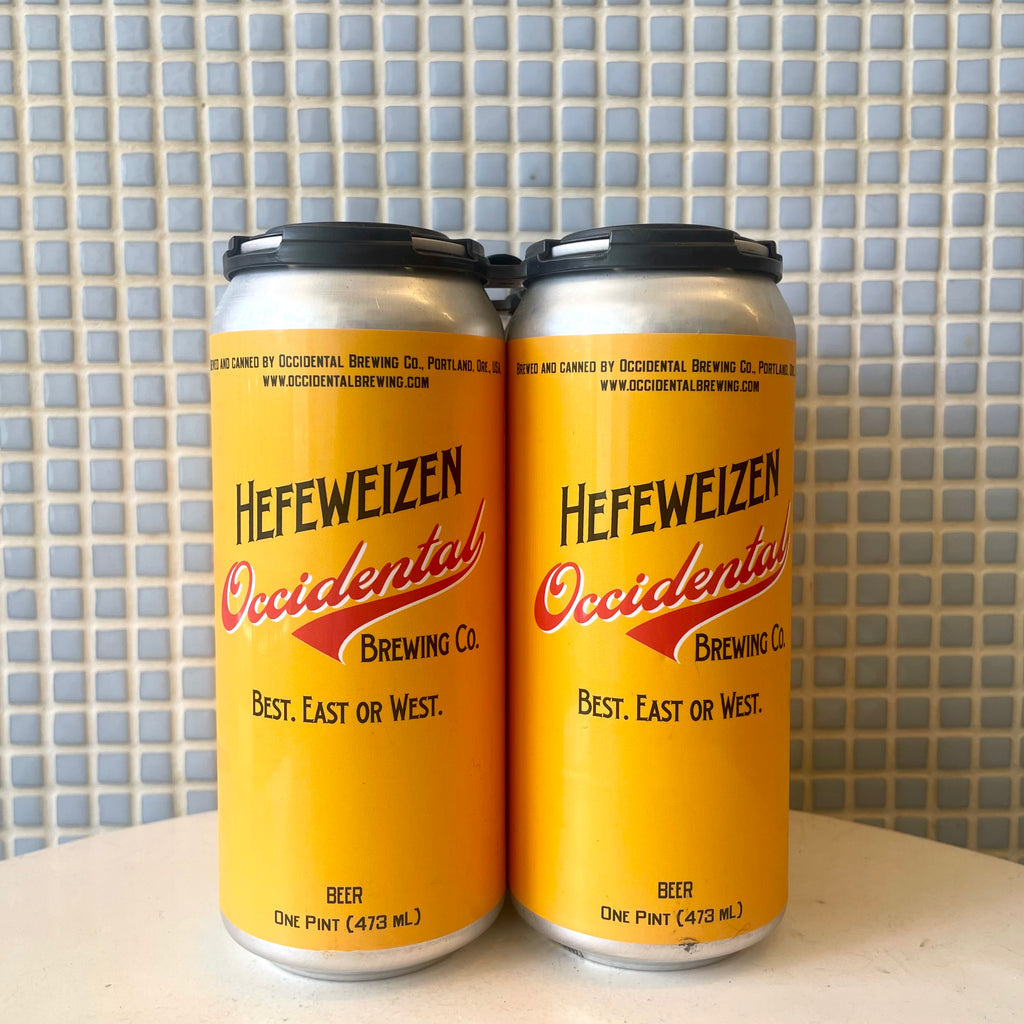 AND CANNED BY OCCIDENTAL BREWING CO., PORTLAND, ORE., USA.
WWW.OCCIDENTALBREWING.COM
HEFEWEIZEN
Occidental
BREWING CO.
BEST. EAST OR WEST.
BEER
ONE PINT (473 ML)
BREWED AND CANNED BY OCCIDENTAL BREWING CO., PORTLAND,
WWW.OCCIDENTALBREWING.COM
HEFEWEIZEN
Occidental
BREWING CO.
BEST. EAST OR WEST.
BEER
ONE PINT (473 ML)